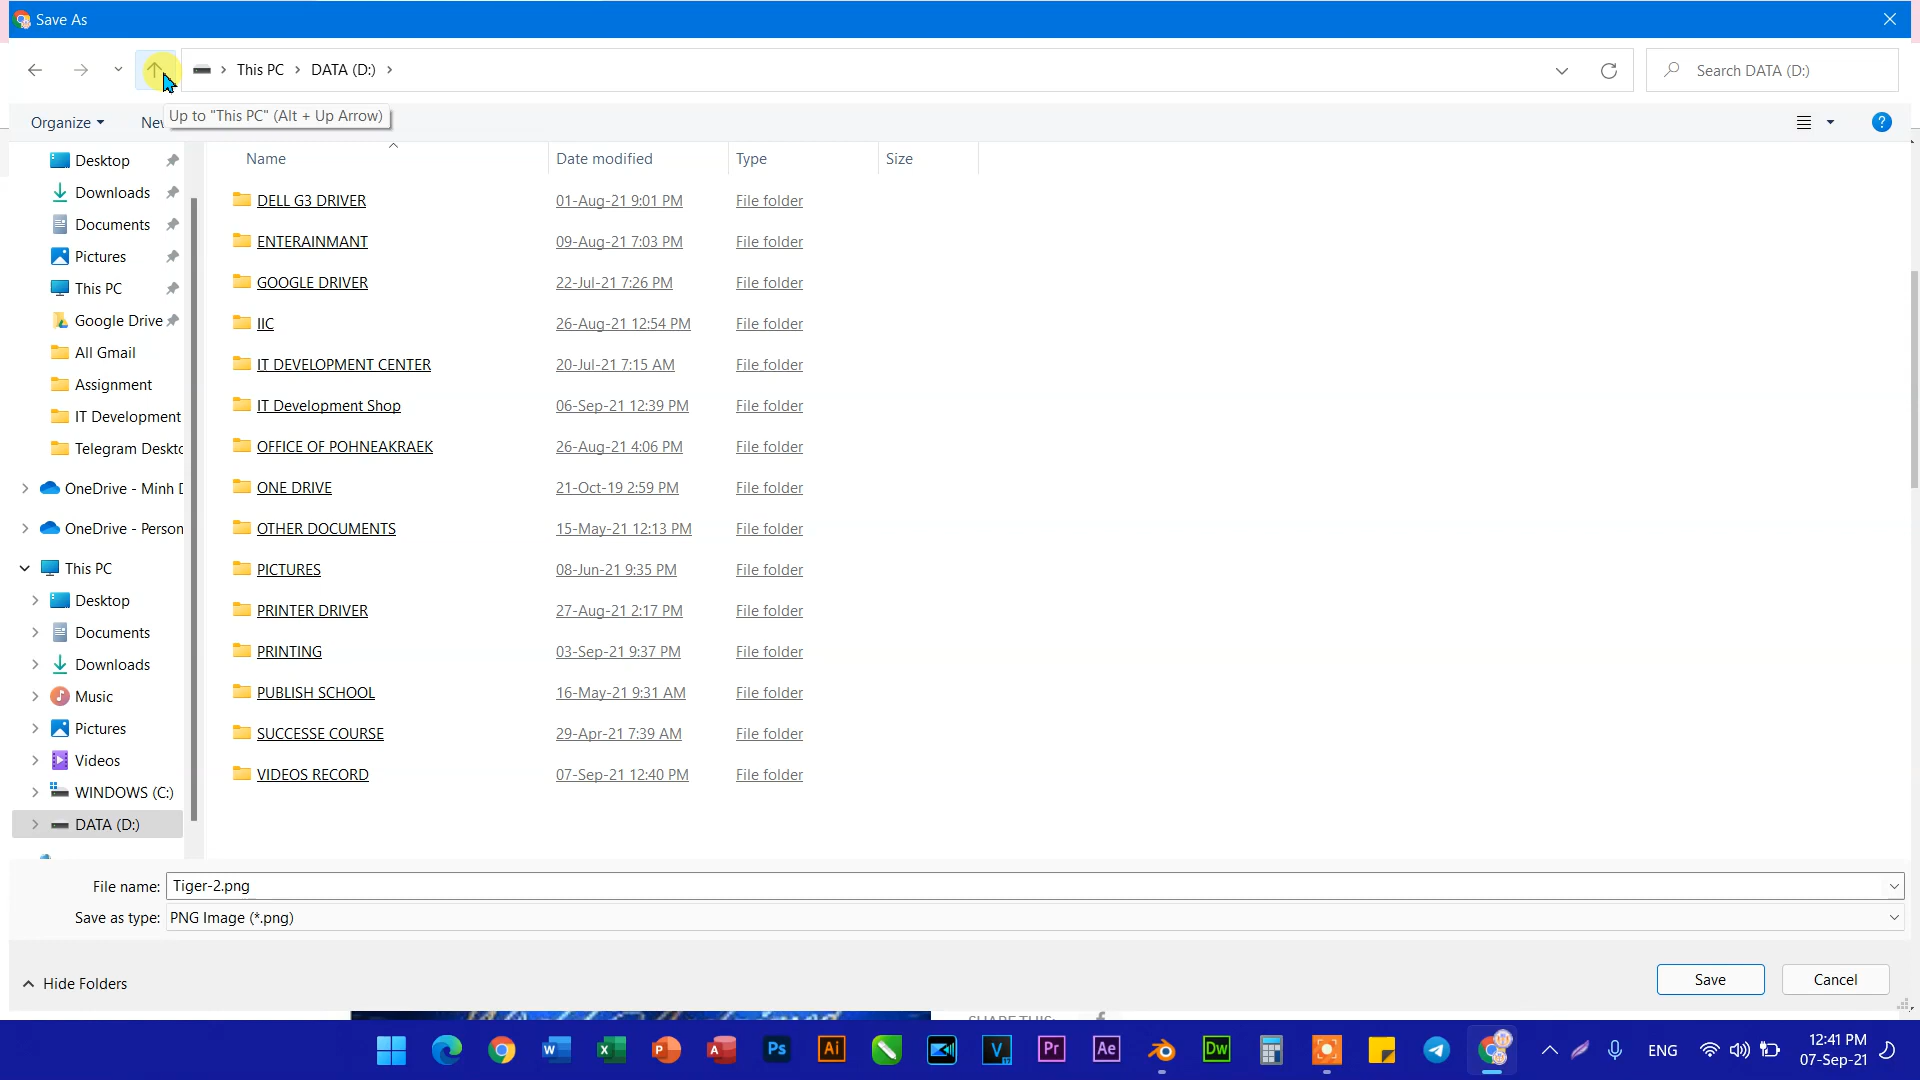 Save As
This PC
DATA (D:)
Search DATA (D:)
Organize
Nev
Up to "This PC" (Alt + Up Arrow)
Name
Date modified
Type
Size
Desktop
Downloads
Documents
Pictures
This PC
Google Drive
All Gmail
Assignment
IT Development
Telegram Deskto
OneDrive - Minh D
OneDrive - Person
This PC
Desktop
Documents
Downloads
Music
Pictures
Videos
WINDOWS (C:)
DATA (D:)
DELL G3 DRIVER 01-Aug-21 9:01 PM File folder
ENTERAINMANT 09-Aug-21 7:03 PM File folder
GOOGLE DRIVER 22-Jul-21 7:26 PM File folder
IIC 26-Aug-21 12:54 PM File folder
IT DEVELOPMENT CENTER 20-Jul-21 7:15 AM File folder
IT Development Shop 06-Sep-21 12:39 PM File folder
OFFICE OF POHNEAKRAEK 26-Aug-21 4:06 PM File folder
ONE DRIVE 21-Oct-19 2:59 PM File folder
OTHER DOCUMENTS 15-May-21 12:13 PM File folder
PICTURES 08-Jun-21 9:35 PM File folder
PRINTER DRIVER 27-Aug-21 2:17 PM File folder
PRINTING 03-Sep-21 9:37 PM File folder
PUBLISH SCHOOL 16-May-21 9:31 AM File folder
SUCCESSE COURSE 29-Apr-21 7:39 AM File folder
VIDEOS RECORD 07-Sep-21 12:40 PM File folder
File name: Tiger-2.png
Save as type: PNG Image (*.png)
Hide Folders
Save
Cancel
SHARE THIS:
Ps
Ai
V
Pr
Ae
Dw
ENG
12:41 PM
07-Sep-21